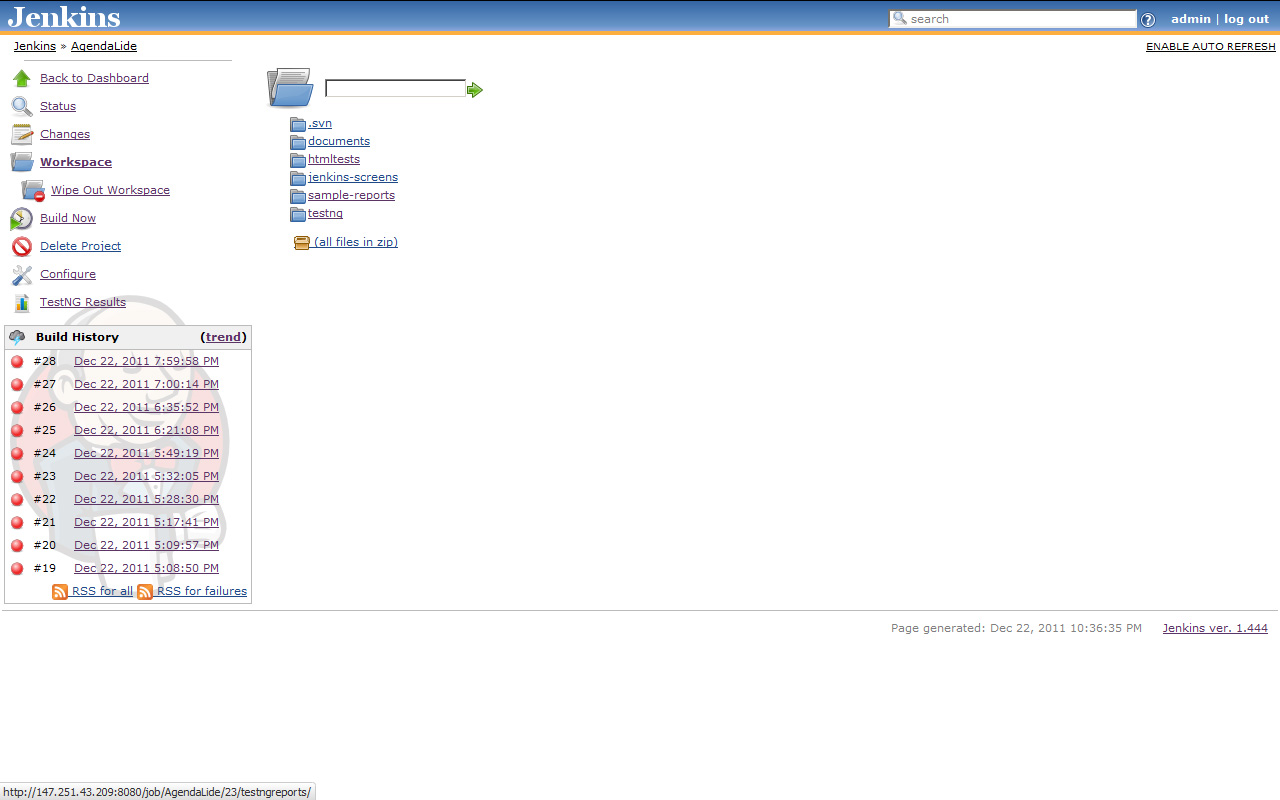 Jenkins
search
admin | log out
Jenkins » AgendaLide
ENABLE AUTO REFRESH
Back to Dashboard
Status
Changes
Workspace
Wipe Out Workspace
Build Now
Delete Project
Configure
TestNG Results
.svn
documents
htmltests
jenkins-screens
sample-reports
testng
(all files in zip)
Build History (trend)
#28 Dec 22, 2011 7:59:58 PM
#27 Dec 22, 2011 7:00:14 PM
#26 Dec 22, 2011 6:35:52 PM
#25 Dec 22, 2011 6:21:08 PM
#24 Dec 22, 2011 5:49:19 PM
#23 Dec 22, 2011 5:32:05 PM
#22 Dec 22, 2011 5:28:30 PM
#21 Dec 22, 2011 5:17:41 PM
#20 Dec 22, 2011 5:09:57 PM
#19 Dec 22, 2011 5:08:50 PM
RSS for all RSS for failures
Page generated: Dec 22, 2011 10:36:35 PM Jenkins ver. 1.444
http://147.251.43.209:8080/job/AgendaLide/23/testngreports/